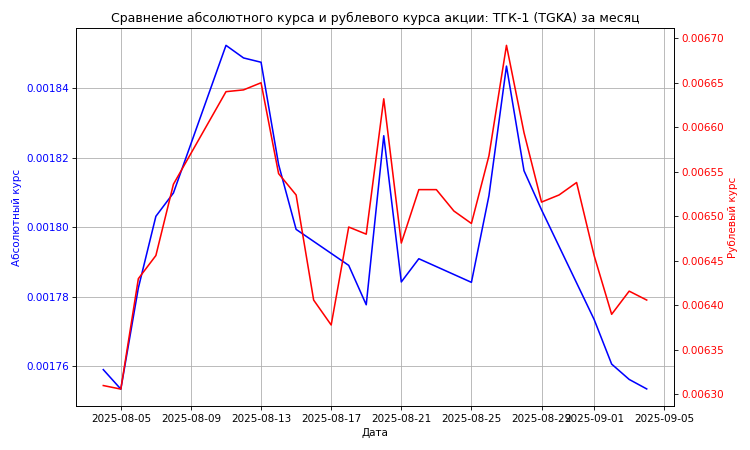 Сравнение абсолютного курса и рублевого курса акции: ТГК-1 (TGKA) за месяц
0.00184
0.00182
0.00180
0.00178
0.00176
Абсолютный курс
0.00670
0.00665
0.00660
0.00655
0.00650
0.00645
0.00640
0.00635
0.00630
Рублевый курс
2025-08-05 2025-08-09 2025-08-13 2025-08-17 2025-08-21 2025-08-25 2025-08-29 2025-09-01 2025-09-05
Дата